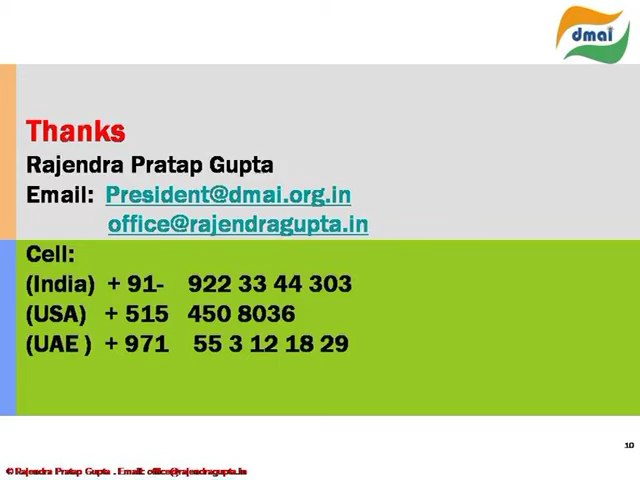 dmai
Thanks
Rajendra Pratap Gupta
Email: President@dmai.org.in
office@rajendragupta.in
Cell:
(India) + 91- 922 33 44 303
(USA) + 515 450 8036
(UAE ) + 971 55 3 12 18 29
10
© Rajendra Pratap Gupta . Email: office@rajendragupta.in